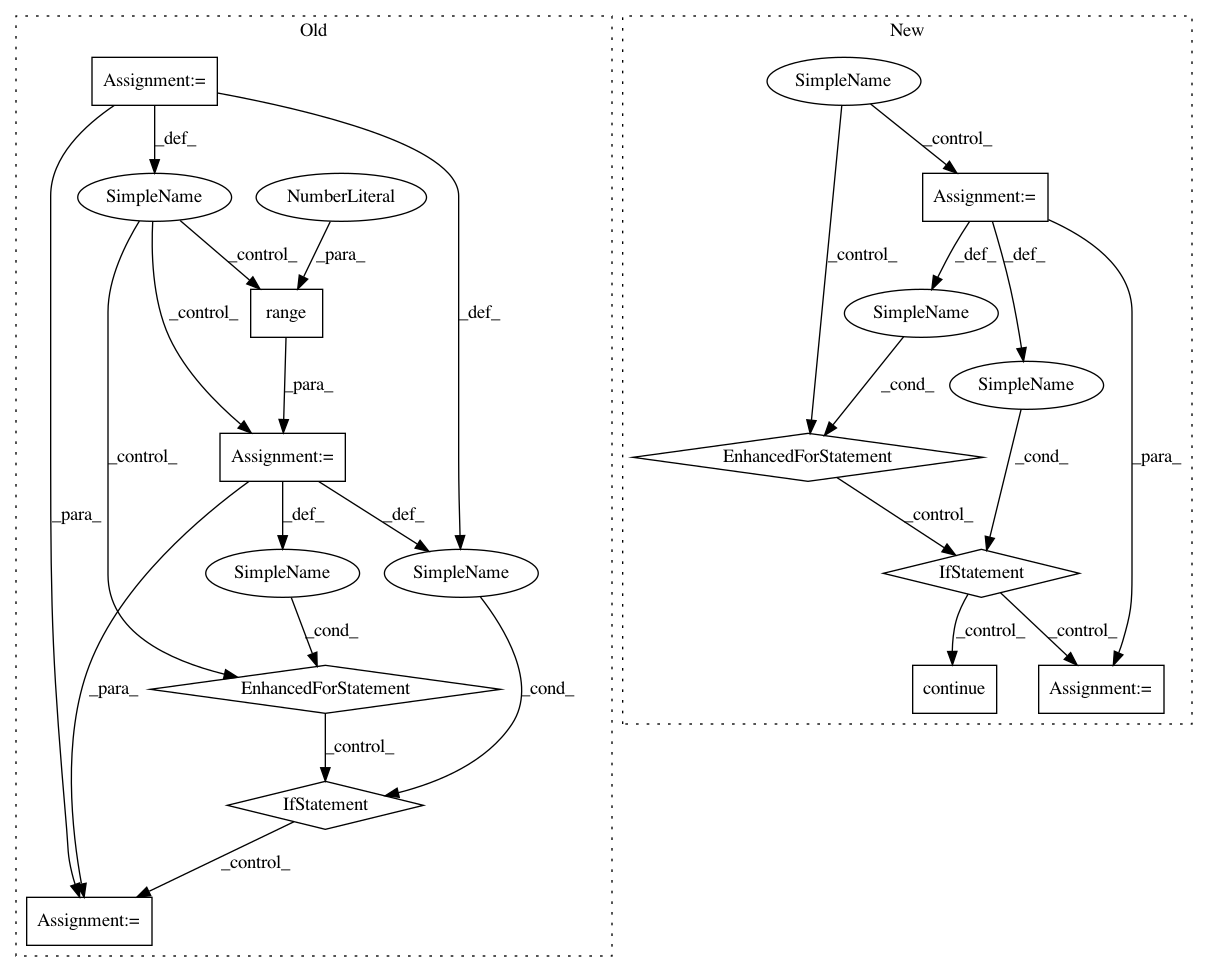 Old
New
Assignment:=
SimpleName
_def_
_control_
SimpleName
NumberLiteral
Assignment:=
_control_
_para_
_control_
_def_
_def_
range
SimpleName
_control_
_def_
_para_
_cond_
SimpleName
_control_
Assignment:=
EnhancedForStatement
_cond_
_para_
_para_
_def_
_def_
_control_
SimpleName
SimpleName
IfStatement
_cond_
_control_
_control_
_para_
EnhancedForStatement
_cond_
continue
Assignment:=
_control_
IfStatement
_control_
Assignment:=